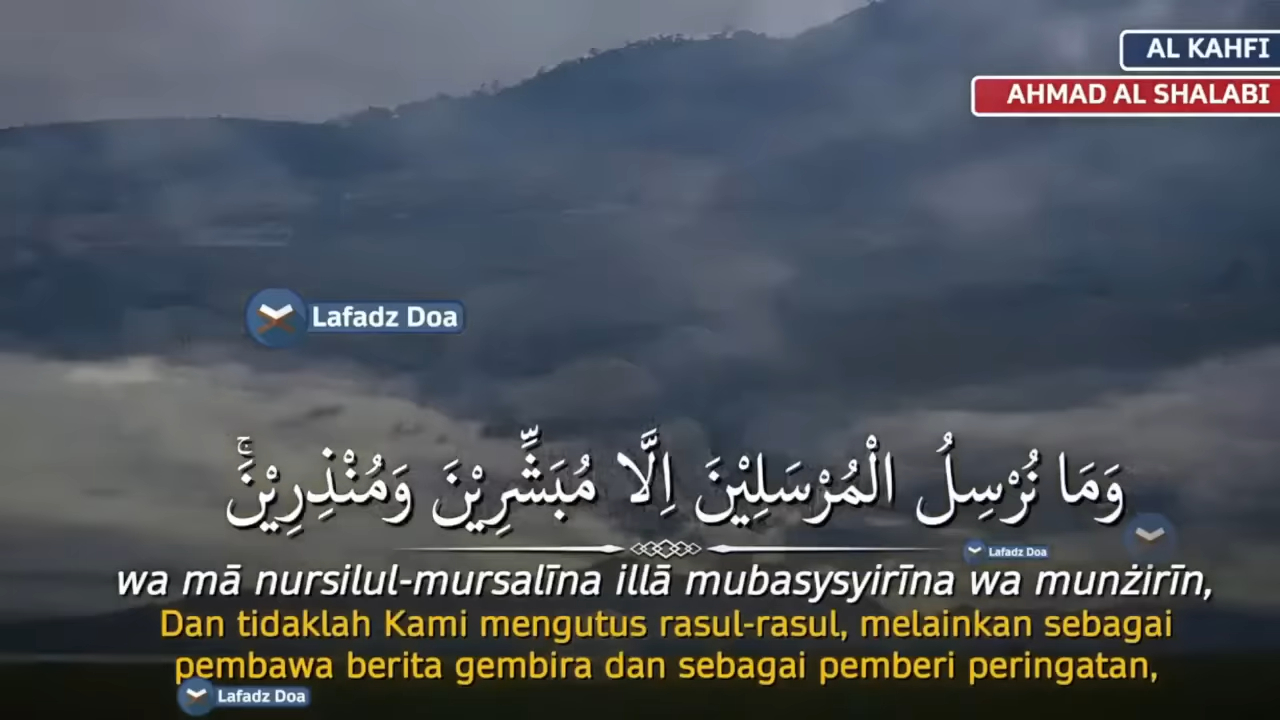 AL KAHFI
AHMAD AL SHALABI
Lafadz Doa
وَمَا نُرْسِلُ الْمُرْسَلِيْنَ اِلَّا مُبَشِّرِيْنَ وَمُنْذِرِيْنَۚ
Lafadz Doa
wa mā nursilul-mursalīna illā mubasysyirīna wa munżirīn,
Dan tidaklah Kami mengutus rasul-rasul, melainkan sebagai
pembawa berita gembira dan sebagai pemberi peringatan,
Lafadz Doa